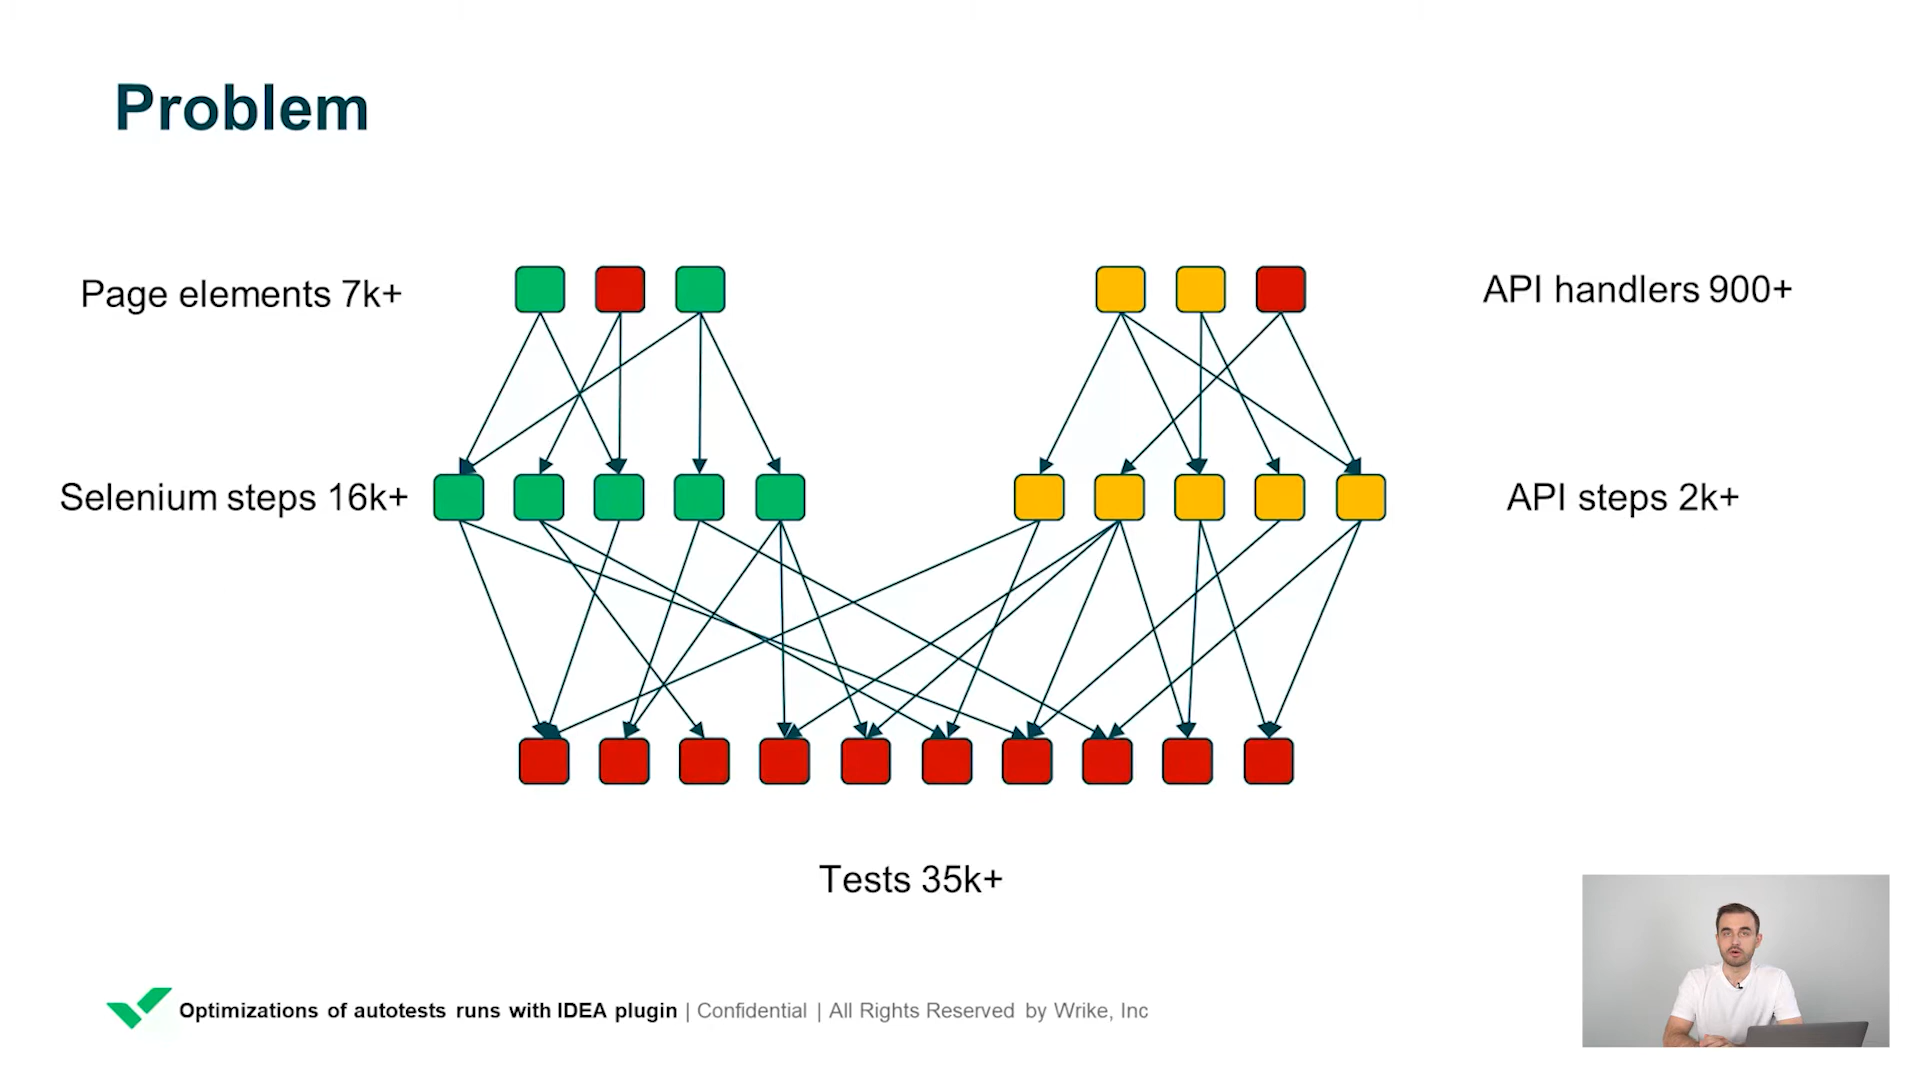 Problem
Page elements 7k+
API handlers 900+
Selenium steps 16k+
API steps 2k+
Tests 35k+
Optimizations of autotests runs with IDEA plugin | Confidential | All Rights Reserved by Wrike, Inc